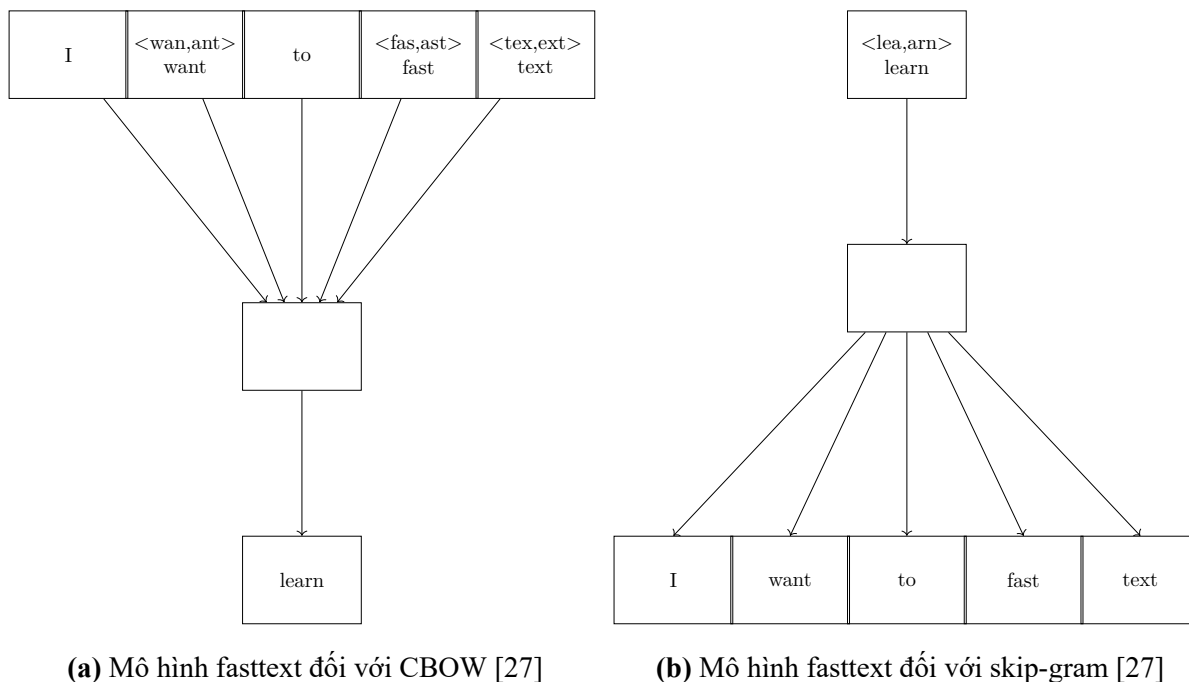 I
<wan,ant>
want
to
<fas,ast>
fast
<tex,ext>
text
learn
(a) Mô hình fasttext đối với CBOW [27]
<lea,arn>
learn
I
want
to
fast
text
(b) Mô hình fasttext đối với skip-gram [27]